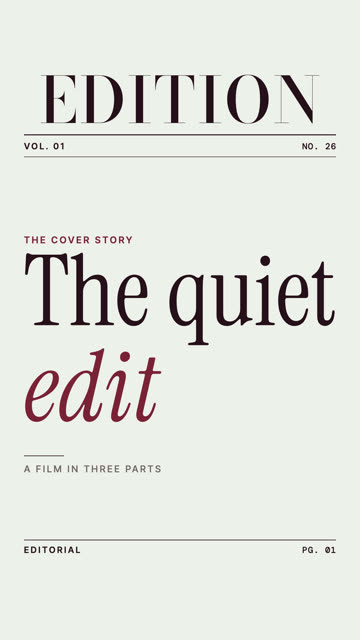 EDITION
VOL. 01
NO. 26
THE COVER STORY
The quiet
edit
A FILM IN THREE PARTS
EDITORIAL
PG. 01